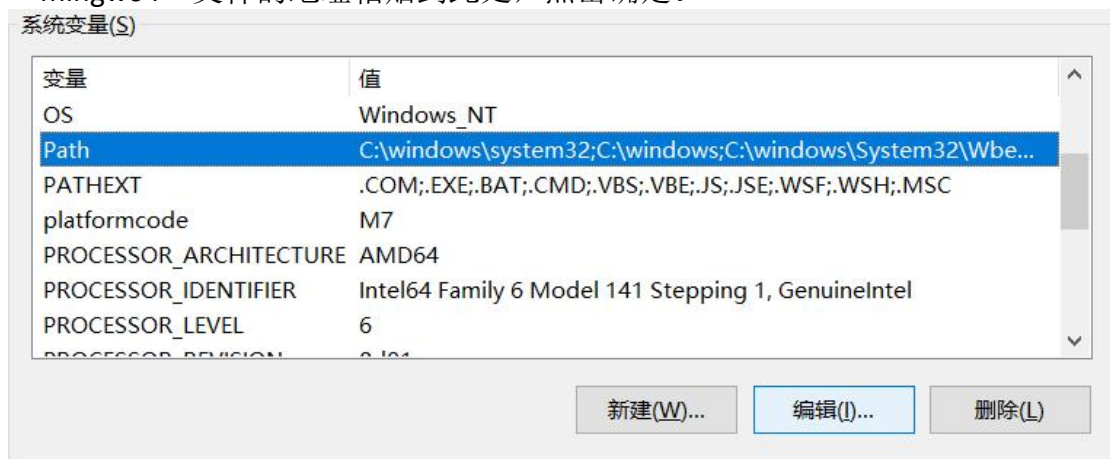 系统变量(S)
变量 值
OS Windows_NT
Path C:\windows\system32;C:\windows;C:\windows\System32\Wbe...
PATHEXT .COM;.EXE;.BAT;.CMD;.VBS;.VBE;.JS;.JSE;.WSF;.WSH;.MSC
platformcode M7
PROCESSOR_ARCHITECTURE AMD64
PROCESSOR_IDENTIFIER Intel64 Family 6 Model 141 Stepping 1, GenuineIntel
PROCESSOR_LEVEL 6
新建(W)... 编辑(I)... 删除(L)